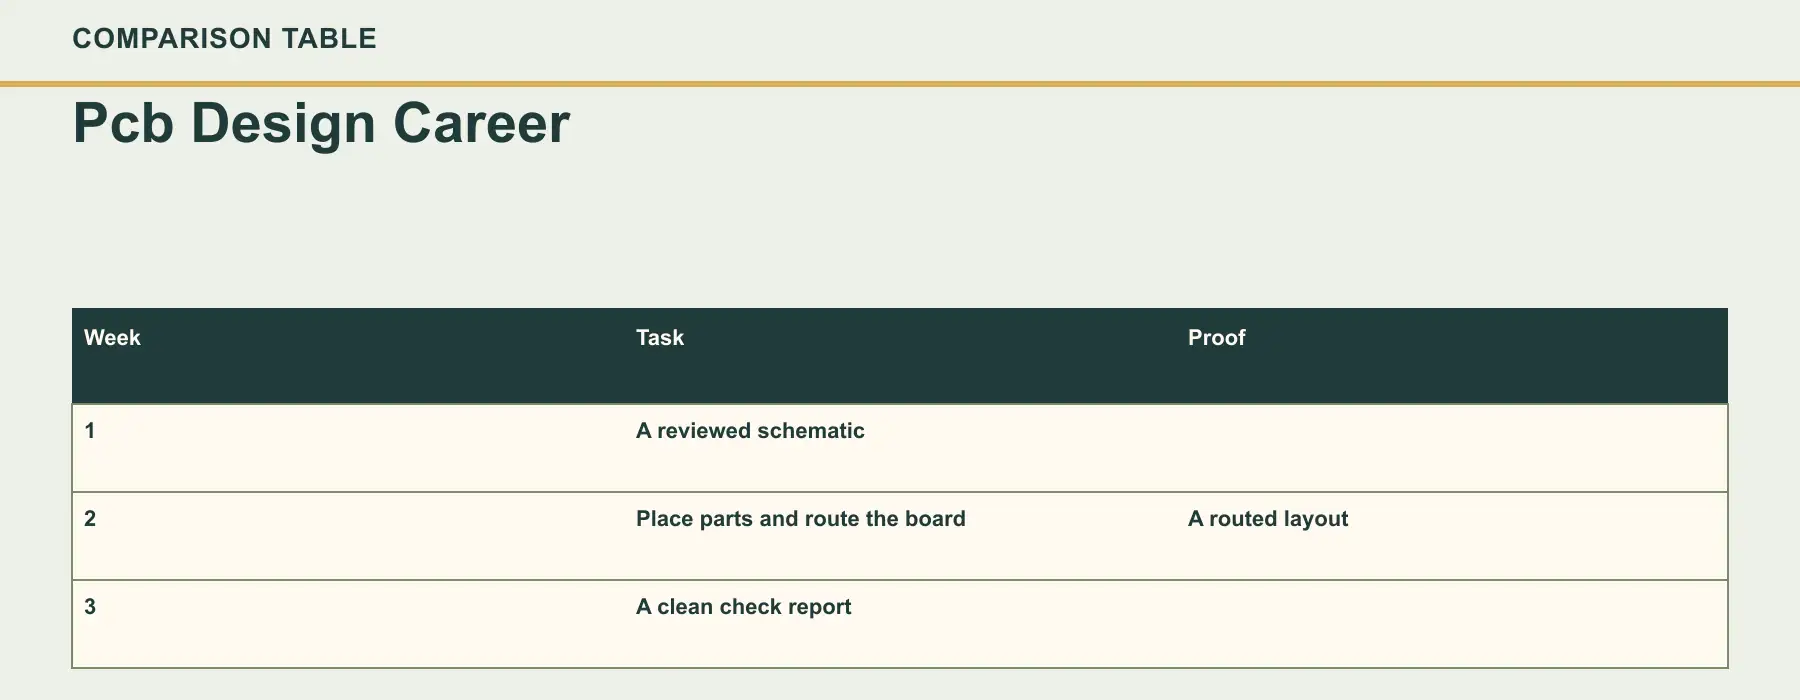 COMPARISON TABLE
Pcb Design Career
Week Task Proof
1 A reviewed schematic
2 Place parts and route the board A routed layout
3 A clean check report